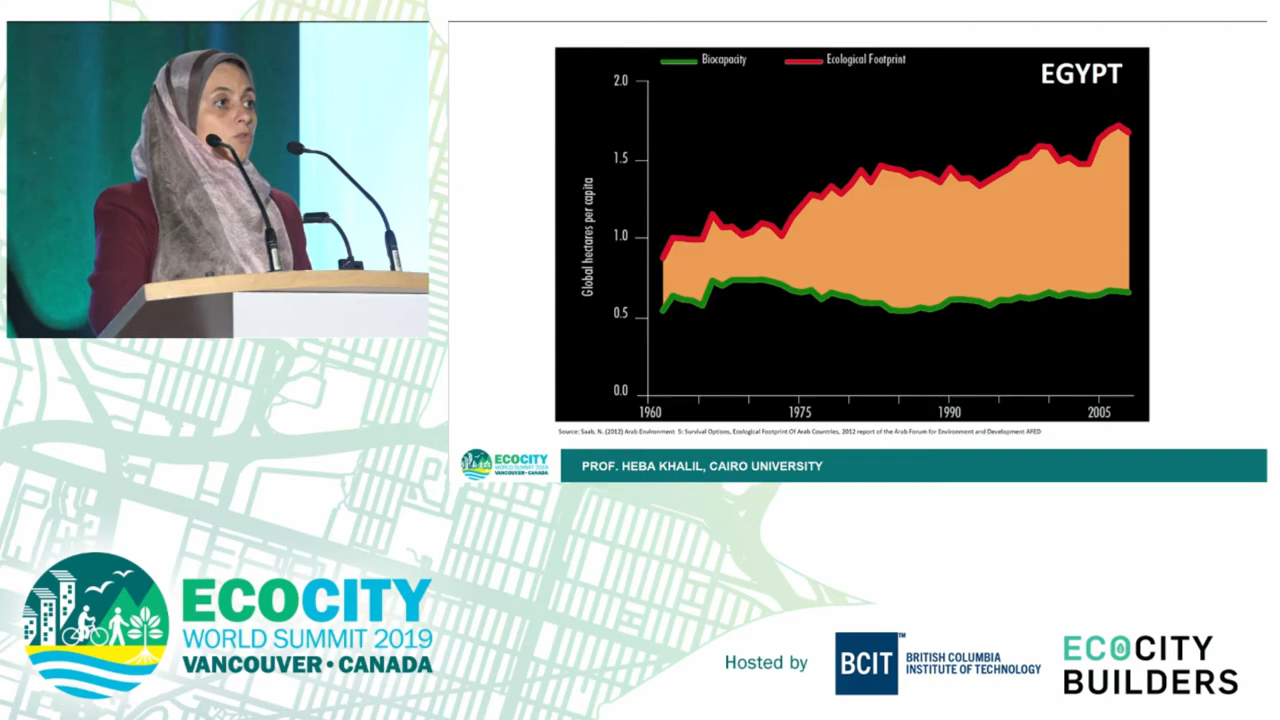 Biocapacity
Ecological Footprint
EGYPT
2.0
1.5
1.0
0.5
0.0
Global hectares per capita
1960
1975
1990
2005
Source: Saab, N. (2012) Arab Environment 5: Survival Options, Ecological Footprint Of Arab Countries, 2012 report of the Arab Forum for Environment and Development AFED
ECOCITY
WORLD SUMMIT 2019
VANCOUVER • CANADA
PROF. HEBA KHALIL, CAIRO UNIVERSITY
ECOCITY
WORLD SUMMIT 2019
VANCOUVER • CANADA
Hosted by
BCIT™
BRITISH COLUMBIA
INSTITUTE OF TECHNOLOGY
ECOCITY
BUILDERS